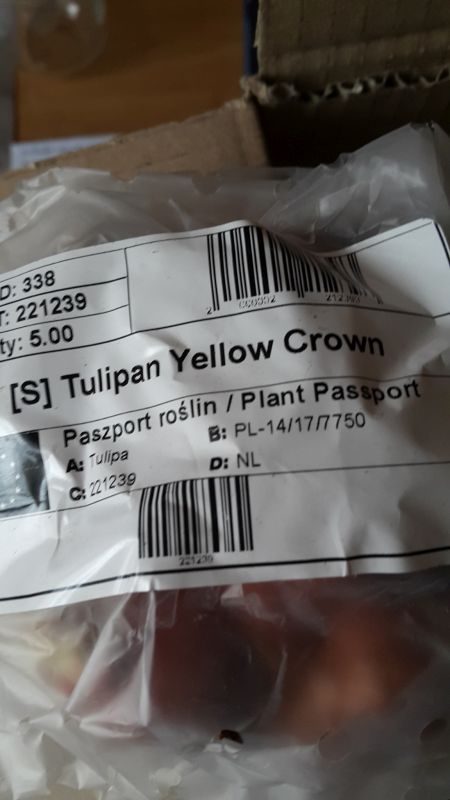 D: 338
T: 221239
ty: 5.00
[S] Tulipan Yellow Crown
Paszport roślin / Plant Passport
A: Tulipa
B: PL-14/17/7750
C: 221239
D: NL
221239